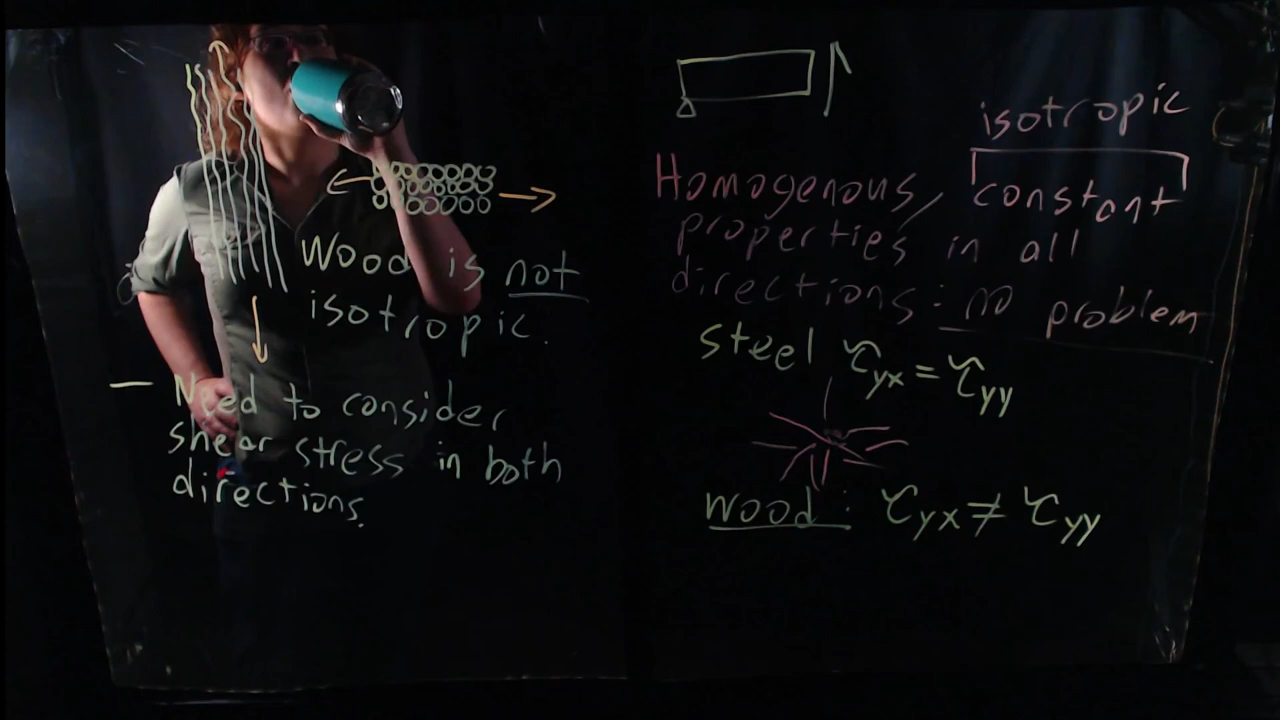 Wood is not
isotropic.
— Need to consider
shear stress in both
directions.
isotropic
Homogenous, constant
properties in all
directions: no problem
steel τyx = τyy
wood: τyx ≠ τyy